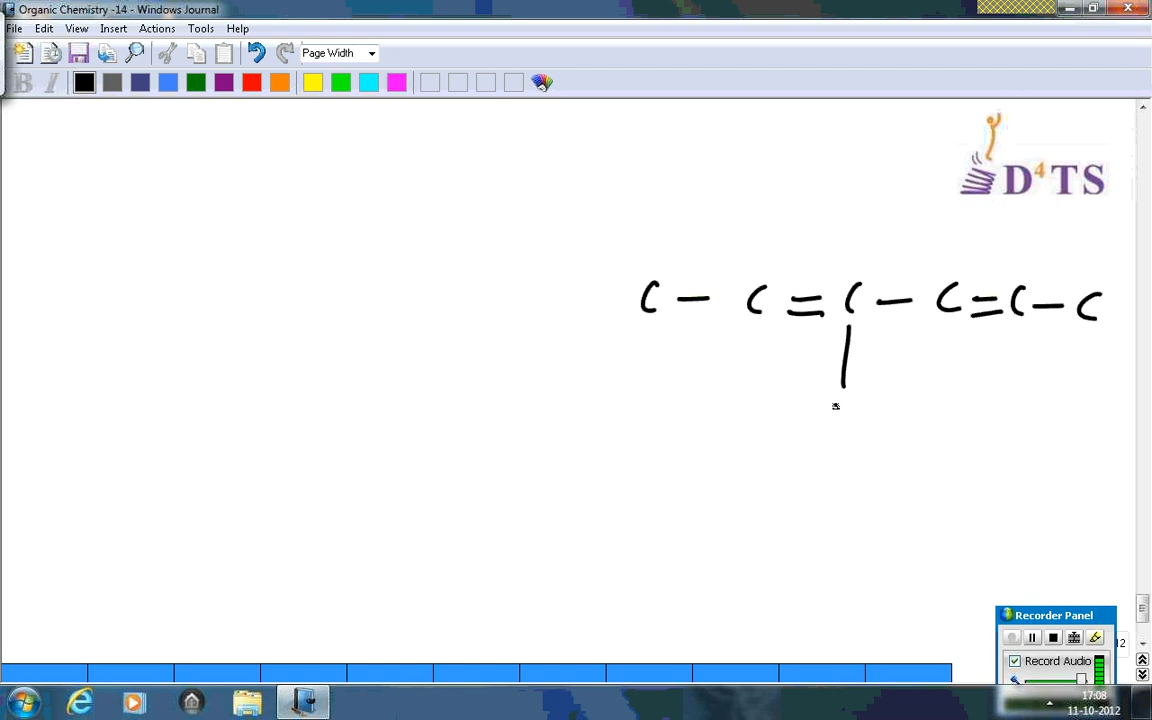 Organic Chemistry -14 - Windows Journal
File Edit View Insert Actions Tools Help
Page Width
B I
D4TS
C - C = C - C = C - C
|
Recorder Panel
12
Record Audio
17:08
11-10-2012